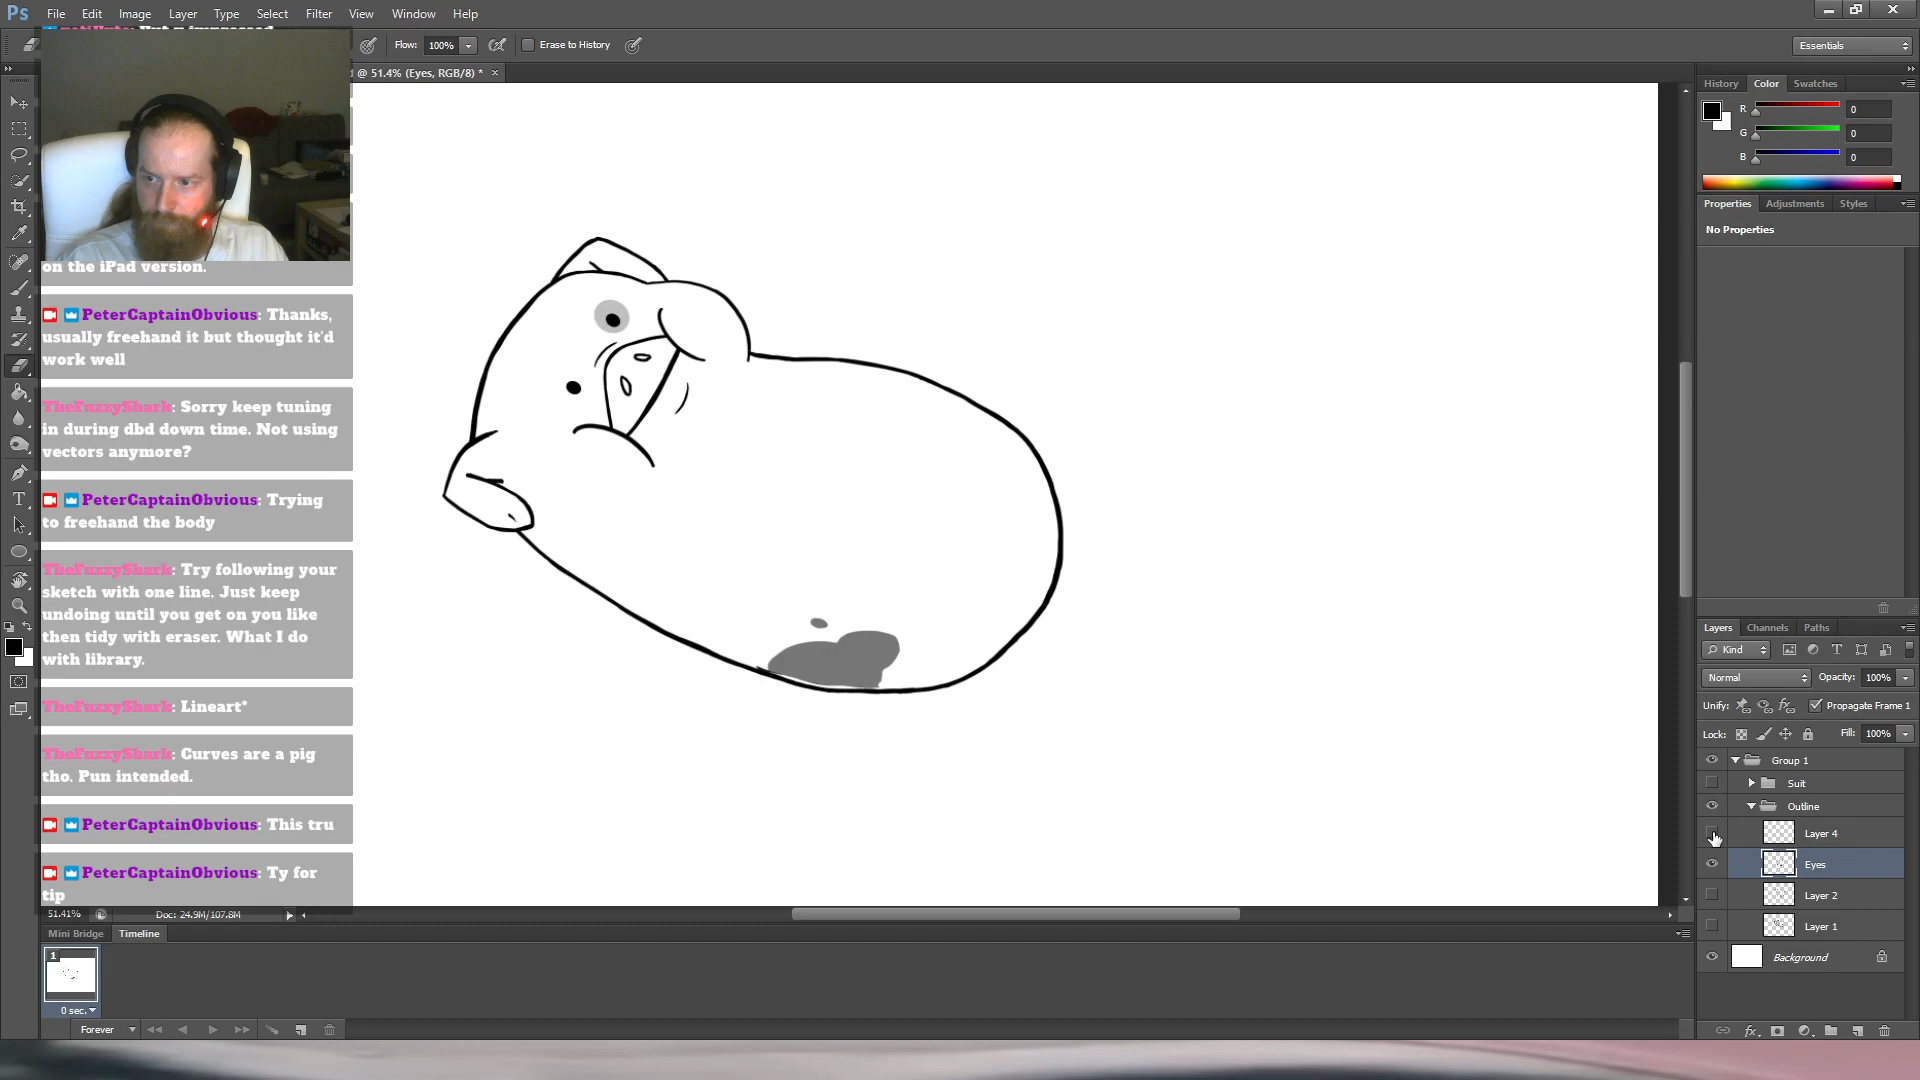 Ps File Edit Image Layer Type Select Filter View Window Help
Flow: 100% Erase to History Essentials
d @ 51.4% (Eyes, RGB/8) * ×
on the iPad version.
PeterCaptainObvious: Thanks,
usually freehand it but thought it'd
work well
TheFuzzyShark: Sorry keep tuning
in during dbd down time. Not using
vectors anymore?
PeterCaptainObvious: Trying
to freehand the body
TheFuzzyShark: Try following your
sketch with one line. Just keep
undoing until you get on you like
then tidy with eraser. What I do
with library.
TheFuzzyShark: Lineart*
TheFuzzyShark: Curves are a pig
tho. Pun intended.
PeterCaptainObvious: This tru
PeterCaptainObvious: Ty for
tip
51.41% Doc: 24.9M/107.8M
Mini Bridge Timeline
1
0 sec.
Forever
History Color Swatches
R 0
G 0
B 0
Properties Adjustments Styles
No Properties
Layers Channels Paths
Kind
Normal Opacity: 100%
Unify: Propagate Frame 1
Lock: Fill: 100%
Group 1
Suit
Outline
Layer 4
Eyes
Layer 2
Layer 1
Background